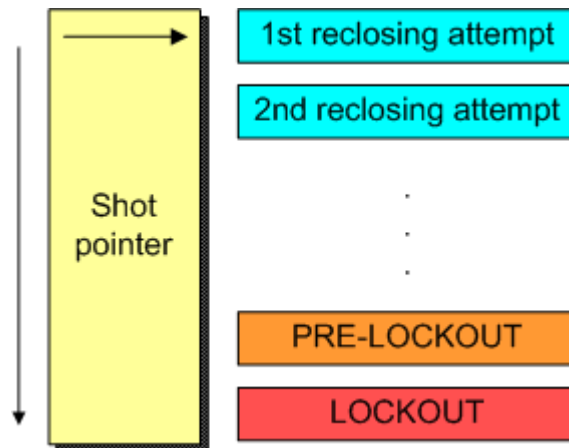 1st reclosing attempt
2nd reclosing attempt
Shot
pointer
.
.
.
PRE-LOCKOUT
LOCKOUT